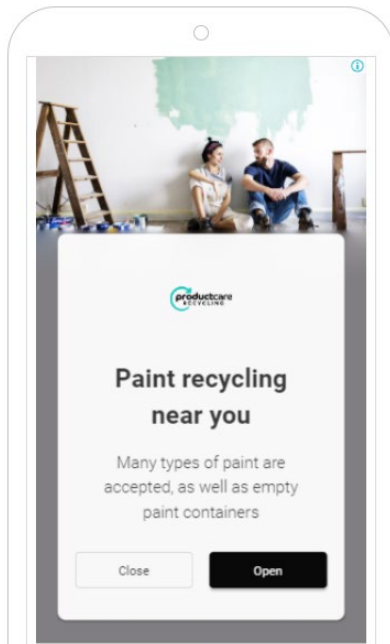 productcare
RECYCLING
Paint recycling
near you
Many types of paint are
accepted, as well as empty
paint containers
Close
Open